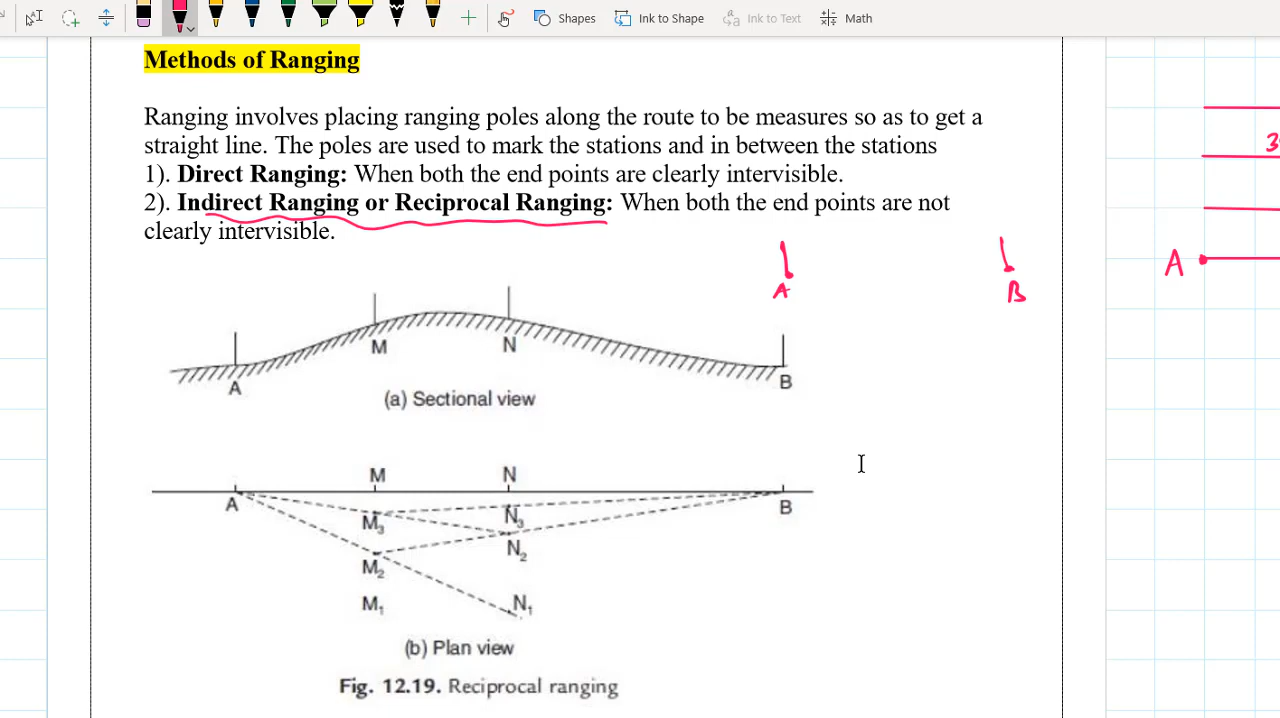 Shapes Ink to Shape Ink to Text Math
Methods of Ranging
Ranging involves placing ranging poles along the route to be measures so as to get a
straight line. The poles are used to mark the stations and in between the stations
1). Direct Ranging: When both the end points are clearly intervisible.
2). Indirect Ranging or Reciprocal Ranging: When both the end points are not
clearly intervisible.
A B
A
M N
A B
(a) Sectional view
M N
A B
M3 N3
N2
M2
M1 N1
(b) Plan view
Fig. 12.19. Reciprocal ranging